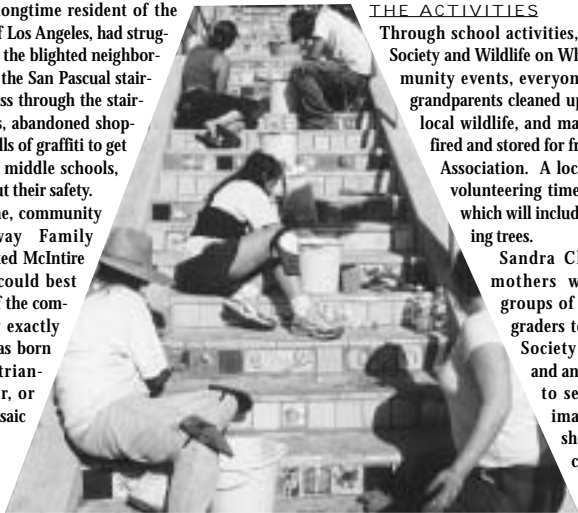 ongtime resident of the
f Los Angeles, had strug-
the blighted neighbor-
the San Pascual stair-
ss through the stair-
s, abandoned shop-
lls of graffiti to get
middle schools,
ut their safety.
ne, community
way Family
ked McIntire
could best
f the com-
exactly
as born
trian-
r, or
saic
THE ACTIVITIES
Through school activities,
Society and Wildlife on Wh
munity events, everyon
grandparents cleaned up
local wildlife, and ma
fired and stored for fr
Association. A loc
volunteering time
which will includ
ing trees.
Sandra Cl
mothers w
groups of
graders to
Society
and an
to se
ima
sh
c